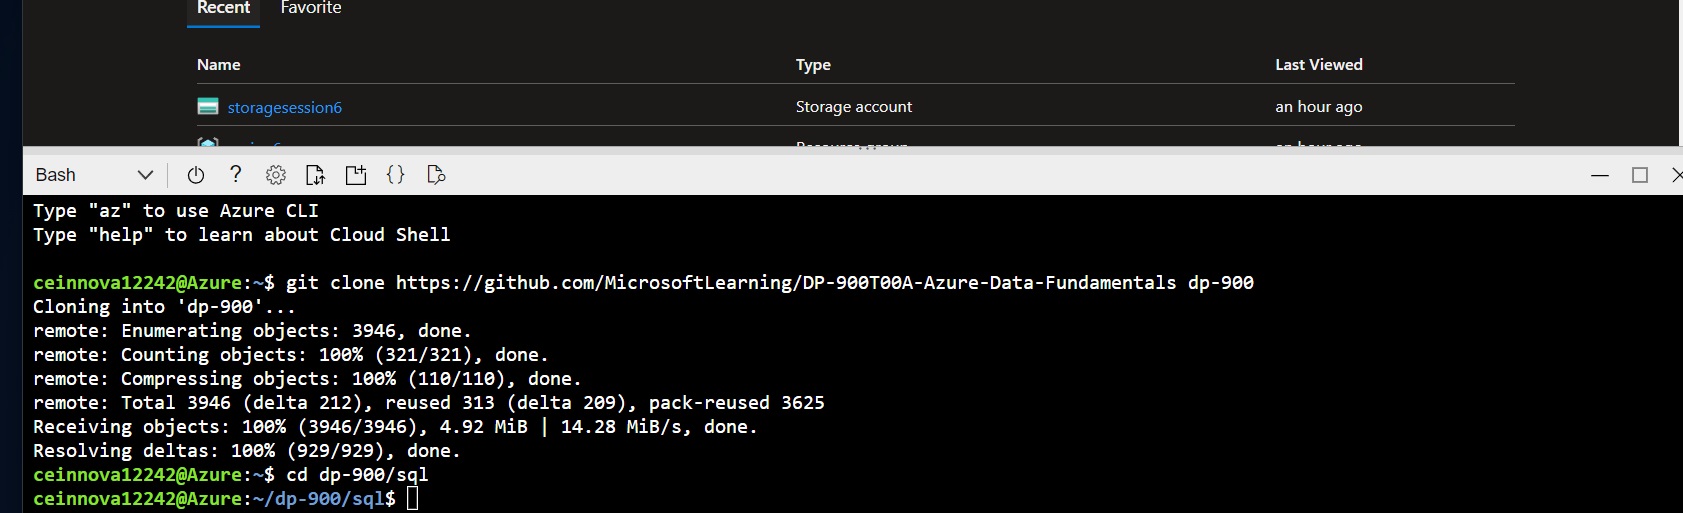 Recent Favorite
Name Type Last Viewed
storagesession6 Storage account an hour ago
Resource group an hour ago
Bash
Type "az" to use Azure CLI
Type "help" to learn about Cloud Shell
ceinnova12242@Azure:~$ git clone https://github.com/MicrosoftLearning/DP-900T00A-Azure-Data-Fundamentals dp-900
Cloning into 'dp-900'...
remote: Enumerating objects: 3946, done.
remote: Counting objects: 100% (321/321), done.
remote: Compressing objects: 100% (110/110), done.
remote: Total 3946 (delta 212), reused 313 (delta 209), pack-reused 3625
Receiving objects: 100% (3946/3946), 4.92 MiB | 14.28 MiB/s, done.
Resolving deltas: 100% (929/929), done.
ceinnova12242@Azure:~$ cd dp-900/sql
ceinnova12242@Azure:~/dp-900/sql$